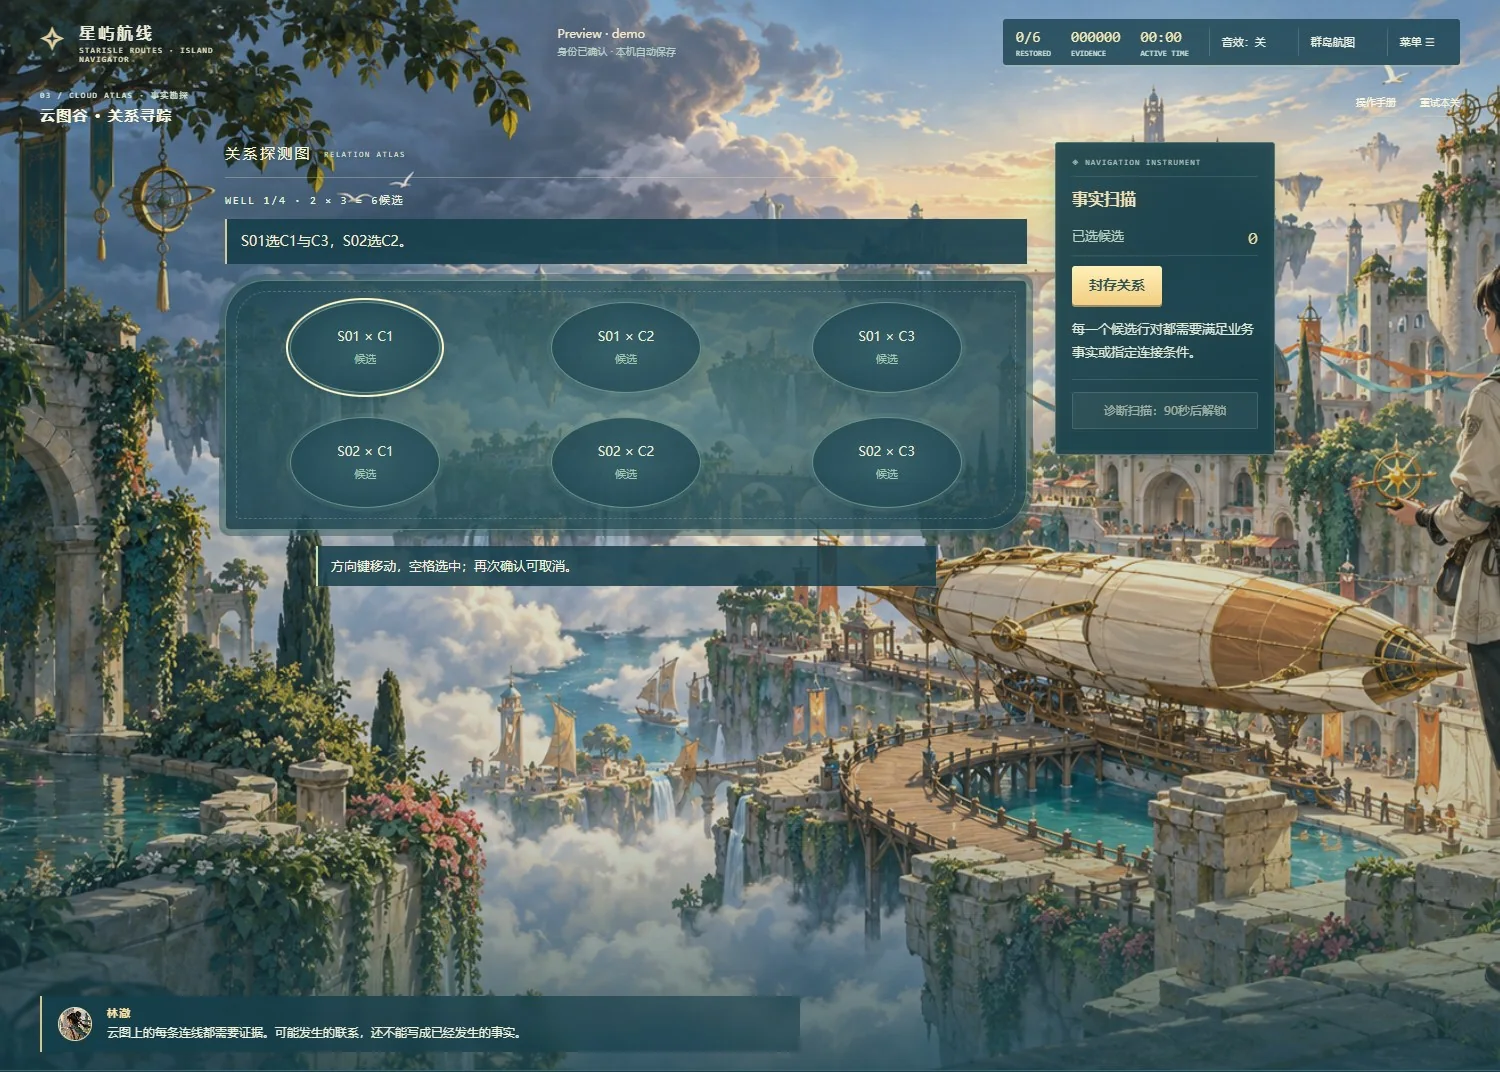 星屿航线
STARISLE ROUTES · ISLAND
NAVIGATOR
Preview · demo
身份已确认 · 本机自动保存
0/6
RESTORED
000000
EVIDENCE
00:00
ACTIVE TIME
音效：关
群岛航图
菜单 ☰
03 / CLOUD ATLAS · 事实勘探
云图谷 · 关系寻踪
操作手册
重试本关
关系探测图 RELATION ATLAS
WELL 1/4 · 2 × 3 = 6候选
S01选C1与C3，S02选C2。
S01 × C1
候选
S01 × C2
候选
S01 × C3
候选
S02 × C1
候选
S02 × C2
候选
S02 × C3
候选
方向键移动，空格选中；再次确认可取消。
NAVIGATION INSTRUMENT
事实扫描
已选候选 0
封存关系
每一个候选行对都需要满足业务
事实或指定连接条件。
诊断扫描：90秒后解锁
林澈
云图上的每条连线都需要证据。可能发生的联系，还不能写成已经发生的事实。